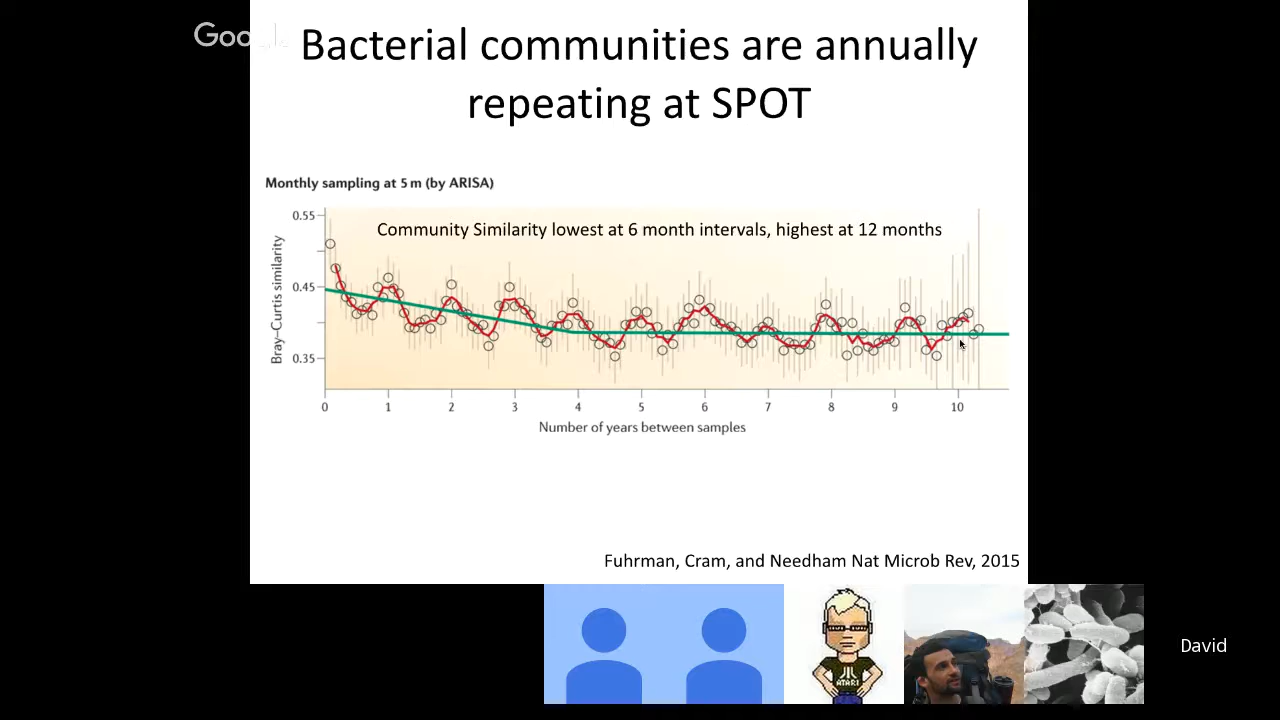 Bacterial communities are annually
repeating at SPOT
Monthly sampling at 5 m (by ARISA)
Community Similarity lowest at 6 month intervals, highest at 12 months
Bray–Curtis similarity
0.55
0.45
0.35
0 1 2 3 4 5 6 7 8 9 10
Number of years between samples
Fuhrman, Cram, and Needham Nat Microb Rev, 2015
ATARI
David